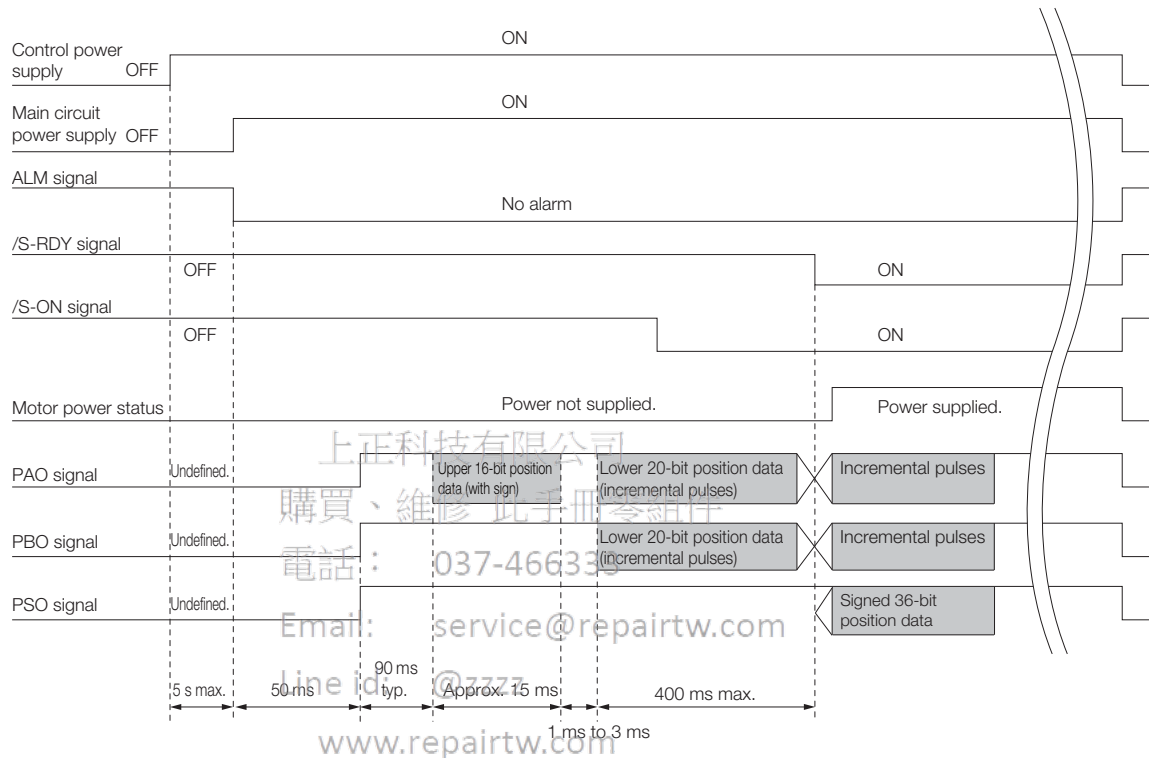 ON
Control power
supply OFF
ON
Main circuit
power supply OFF
ALM signal
No alarm
/S-RDY signal
OFF
ON
/S-ON signal
OFF
ON
Motor power status
Power not supplied.
Power supplied.
上正科技有限公司
PAO signal
Undefined.
Upper 16-bit position
data (with sign)
Lower 20-bit position data
(incremental pulses)
Incremental pulses
購買、維修 此手冊零組件
PBO signal
Undefined.
Lower 20-bit position data
(incremental pulses)
Incremental pulses
電話： 037-466338
PSO signal
Undefined.
Signed 36-bit
position data
Email: service@repairtw.com
5 s max.
50 ms
90 ms
typ.
Approx. 15 ms
400 ms max.
Line id: @zzzz
1 ms to 3 ms
www.repairtw.com